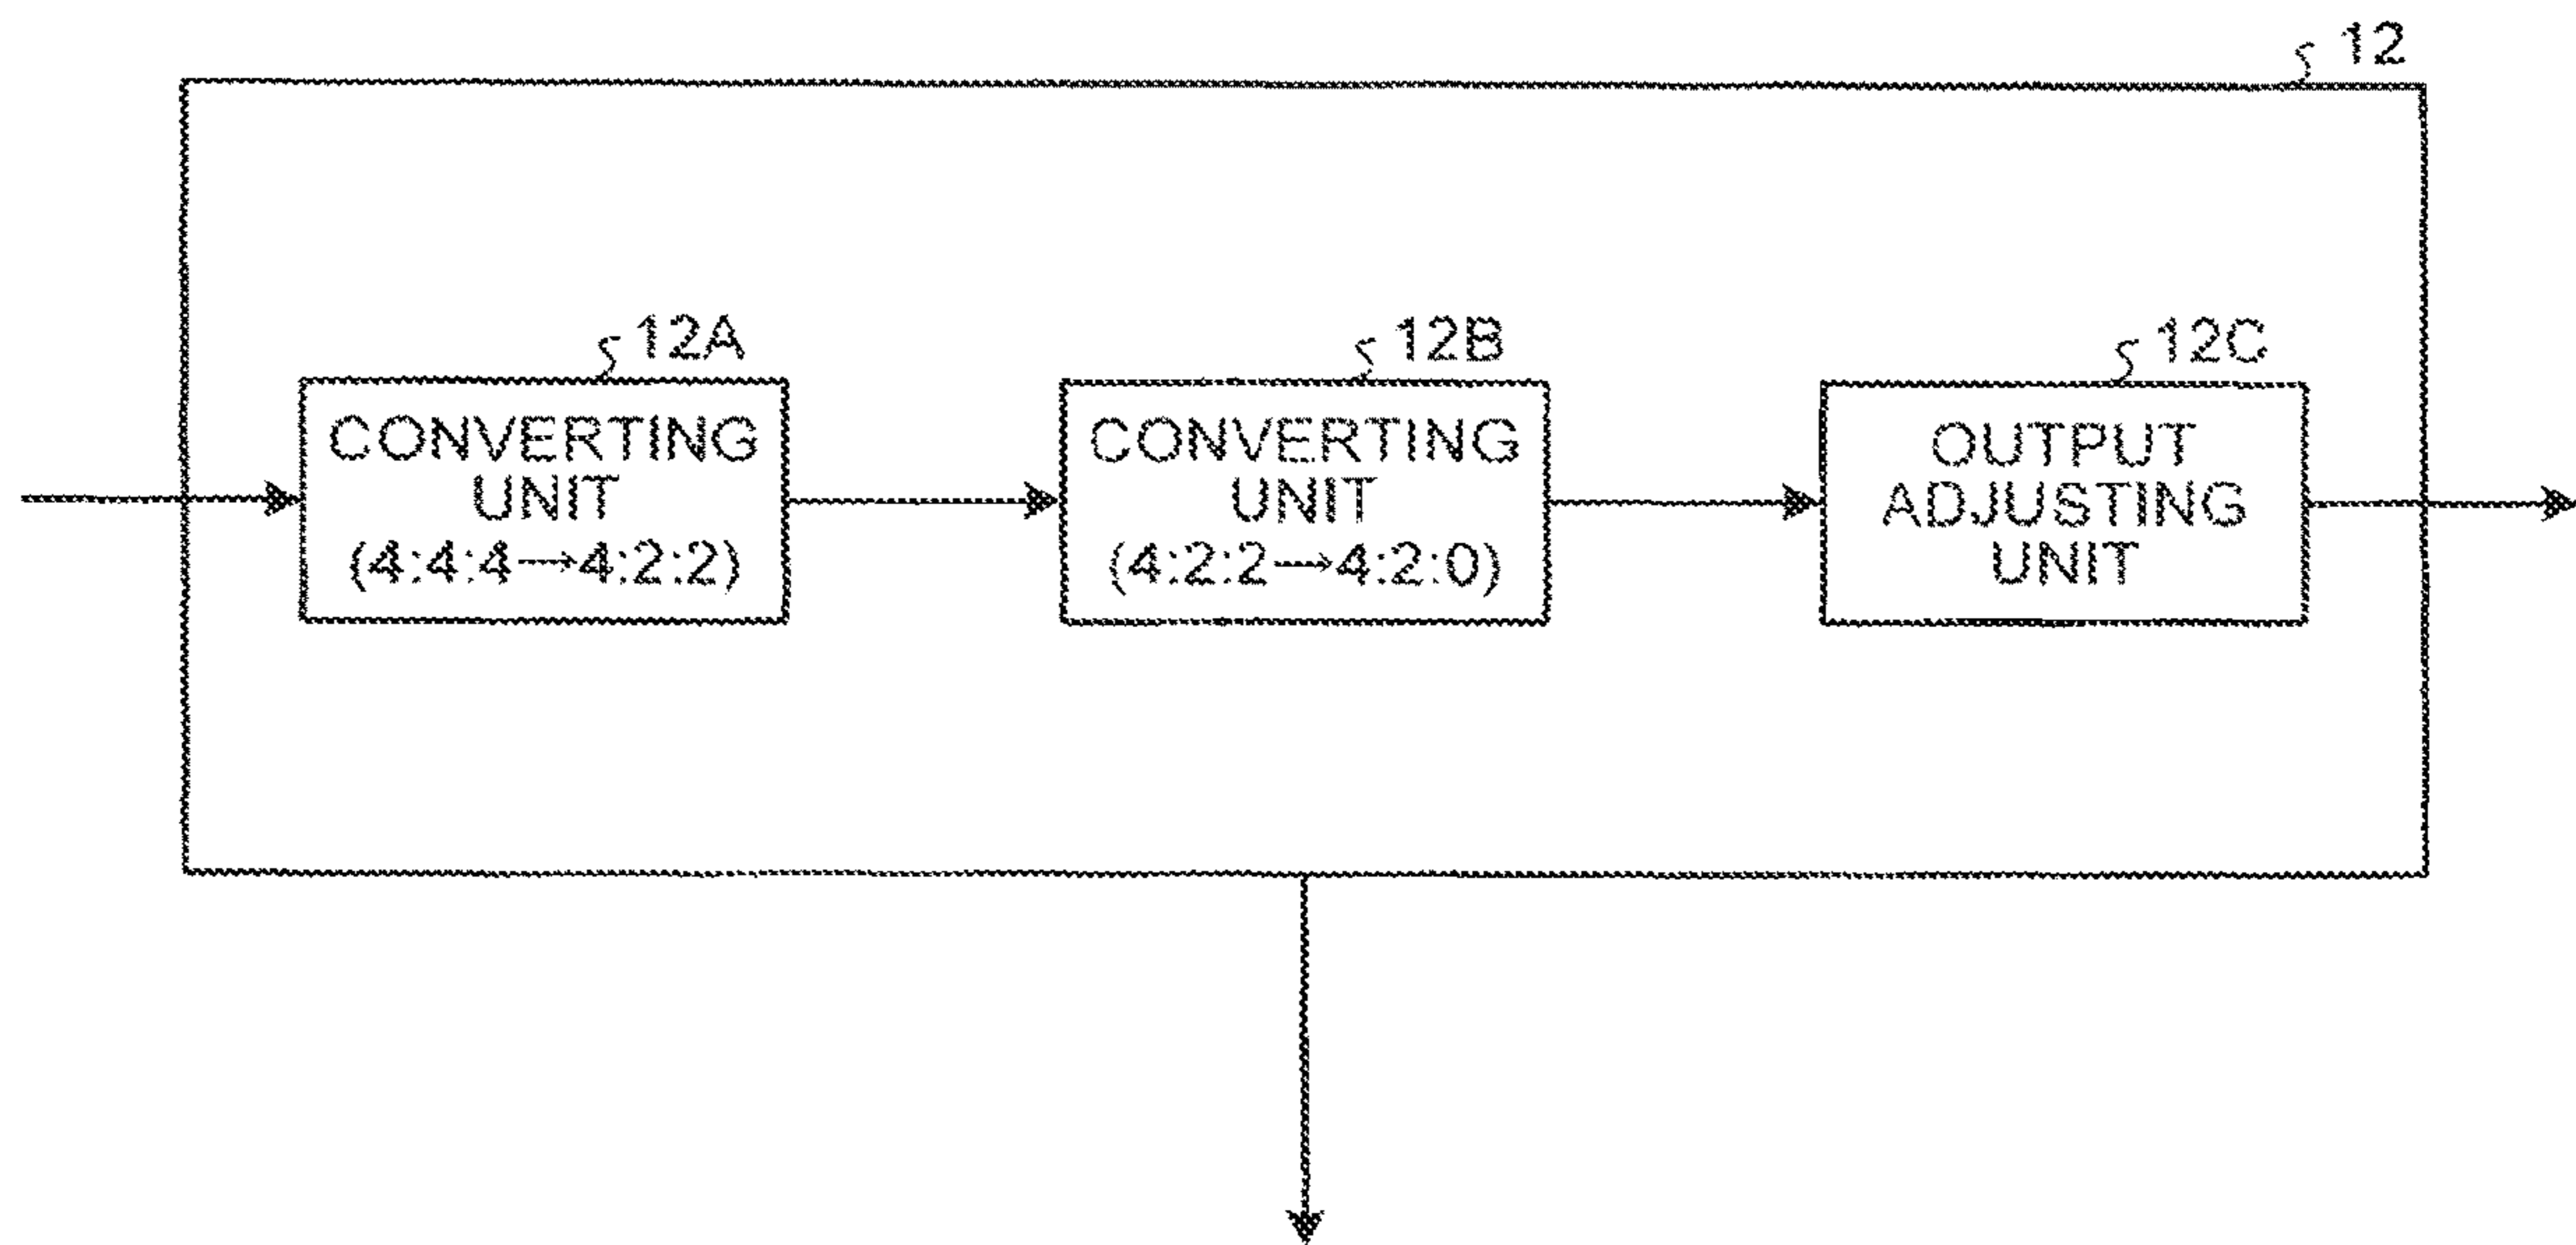 12
12A
CONVERTING
UNIT
(4:4:4→4:2:2)
12B
CONVERTING
UNIT
(4:2:2→4:2:0)
12C
OUTPUT
ADJUSTING
UNIT